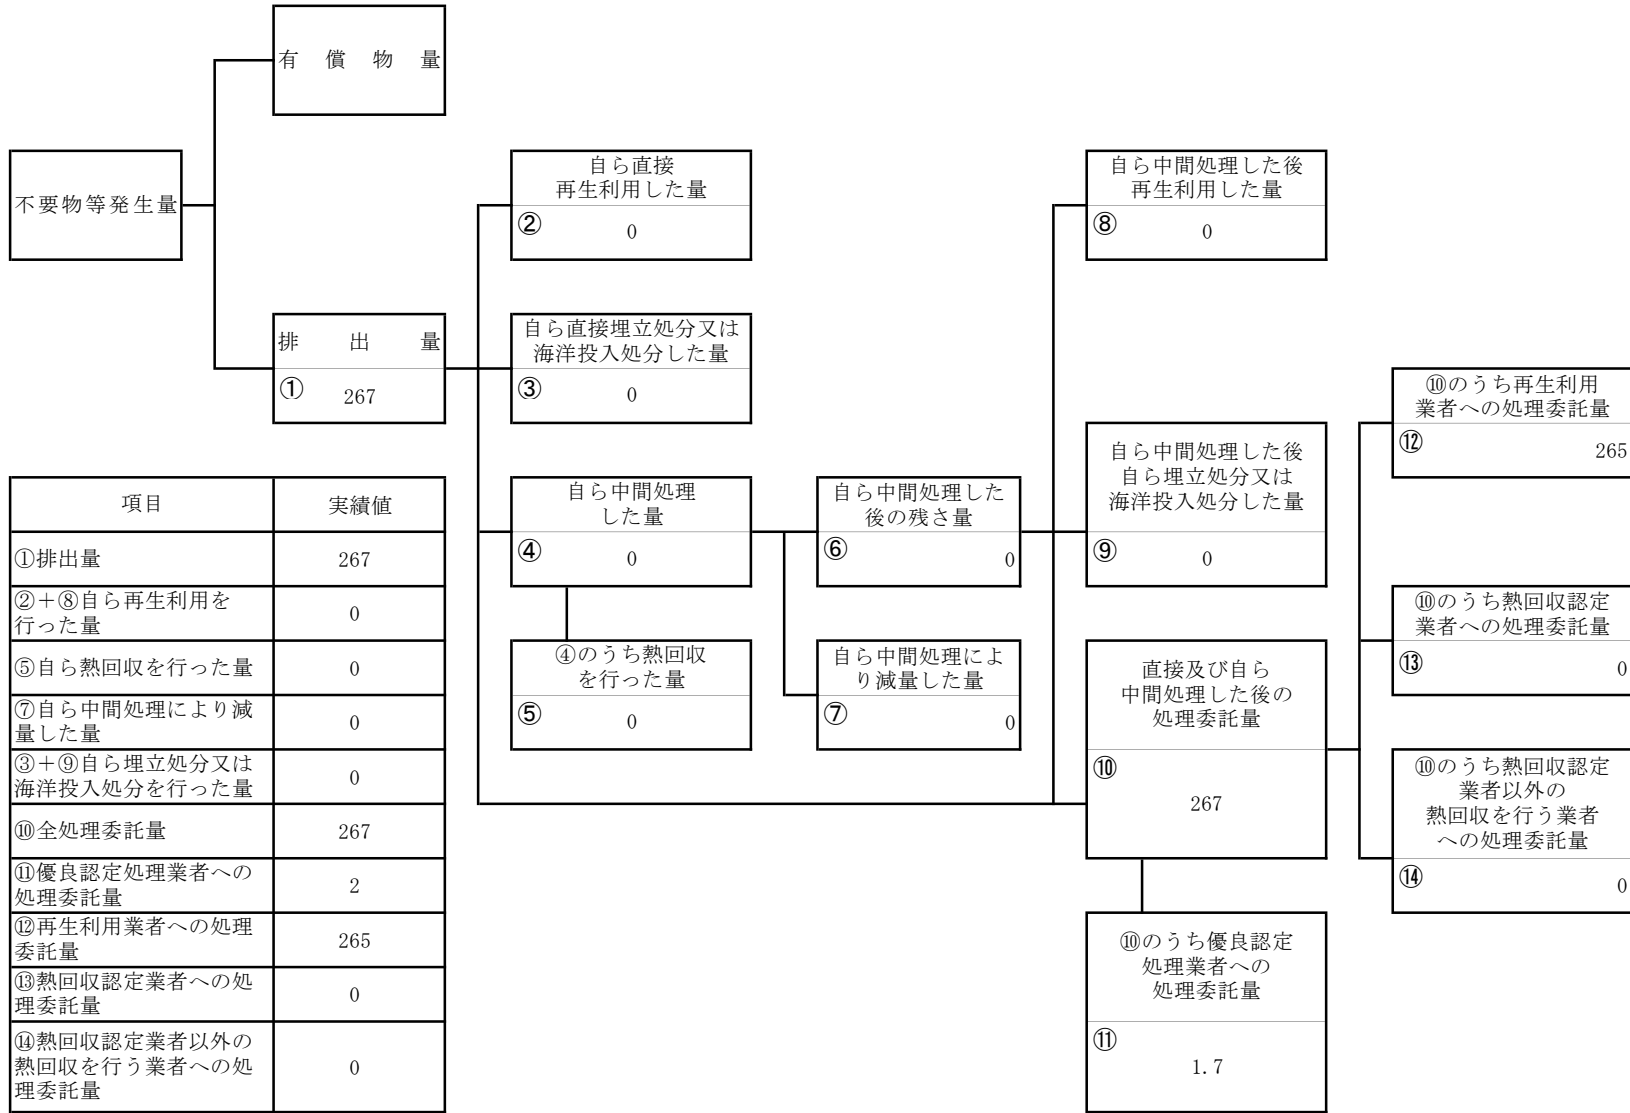 有償物量
不要物等発生量
排出量
① 267
自ら直接
再生利用した量
② 0
自ら直接埋立処分又は
海洋投入処分した量
③ 0
自ら中間処理
した量
④ 0
④のうち熱回収
を行った量
⑤ 0
自ら中間処理した
後の残さ量
⑥ 0
自ら中間処理によ
り減量した量
⑦ 0
自ら中間処理した後
再生利用した量
⑧ 0
自ら中間処理した後
自ら埋立処分又は
海洋投入処分した量
⑨ 0
直接及び自ら
中間処理した後の
処理委託量
⑩
267
⑩のうち優良認定
処理業者への
処理委託量
⑪
1.7
⑩のうち再生利用
業者への処理委託量
⑫ 265
⑩のうち熱回収認定
業者への処理委託量
⑬ 0
⑩のうち熱回収認定
業者以外の
熱回収を行う業者
への処理委託量
⑭ 0
項目 実績値
①排出量 267
②+⑧自ら再生利用を
行った量 0
⑤自ら熱回収を行った量 0
⑦自ら中間処理により減
量した量 0
③+⑨自ら埋立処分又は
海洋投入処分を行った量 0
⑩全処理委託量 267
⑪優良認定処理業者への
処理委託量 2
⑫再生利用業者への処理
委託量 265
⑬熱回収認定業者への処
理委託量 0
⑭熱回収認定業者以外の
熱回収を行う業者への処
理委託量 0